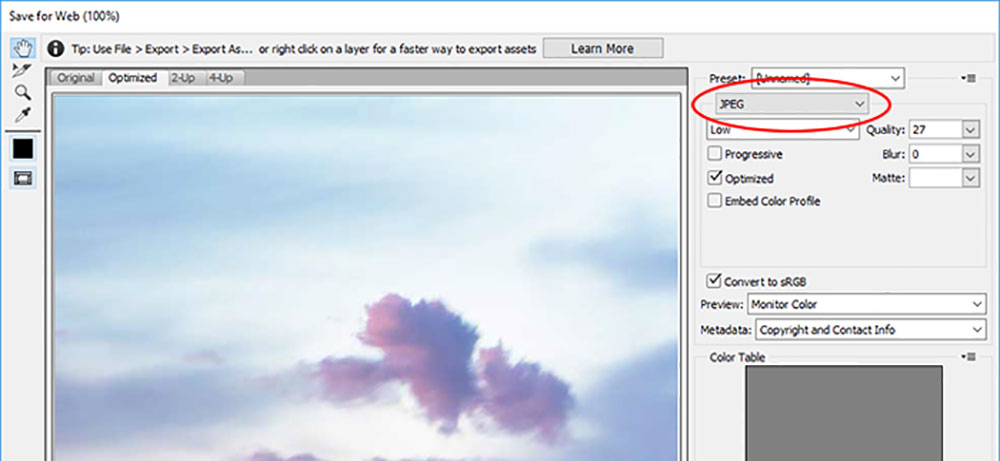 Save for Web (100%)
Tip: Use File > Export > Export As... or right click on a layer for a faster way to export assets
Learn More
Original Optimized 2-Up 4-Up
Preset: [Unnamed]
JPEG
Low Quality: 27
Progressive Blur: 0
Optimized Matte:
Embed Color Profile
Convert to sRGB
Preview: Monitor Color
Metadata: Copyright and Contact Info
Color Table